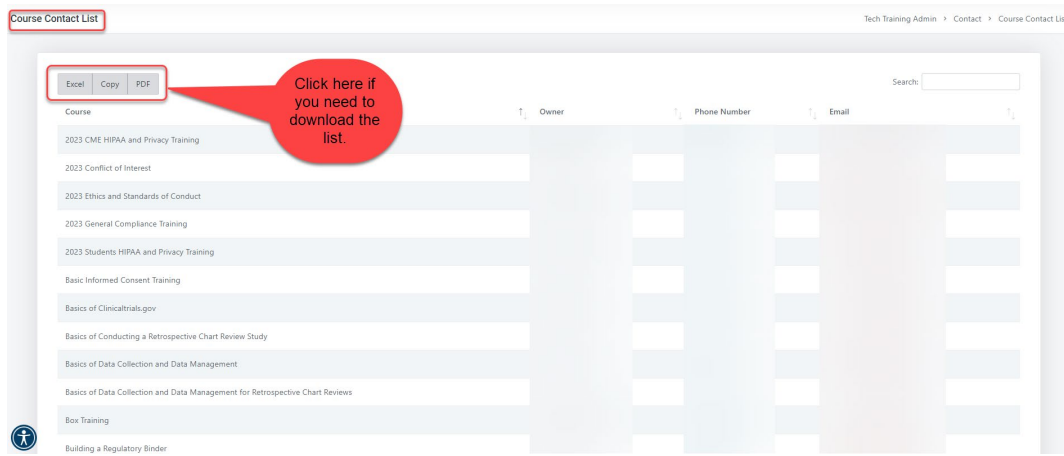 Course Contact List
Tech Training Admin > Contact > Course Contact Lis
Excel Copy PDF
Search:
Click here if
you need to
download the
list.
Course Owner Phone Number Email
2023 CME HIPAA and Privacy Training
2023 Conflict of Interest
2023 Ethics and Standards of Conduct
2023 General Compliance Training
2023 Students HIPAA and Privacy Training
Basic Informed Consent Training
Basics of Clinicaltrials.gov
Basics of Conducting a Retrospective Chart Review Study
Basics of Data Collection and Data Management
Basics of Data Collection and Data Management for Retrospective Chart Reviews
Box Training
Building a Regulatory Binder